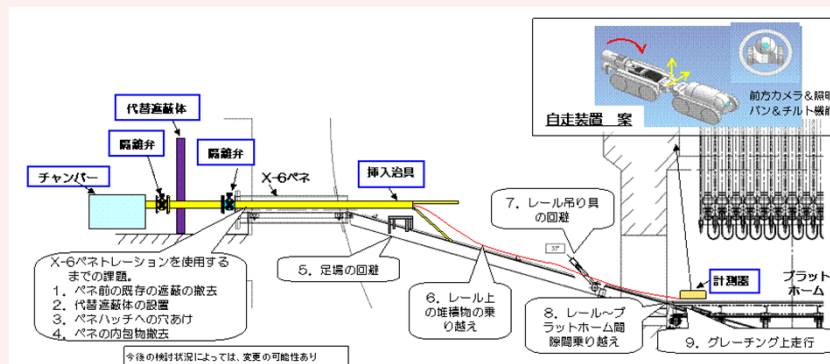 前方カメラ&照明
パン&チルト機能
自走装置 案
代替遮蔽体
隔離弁
隔離弁
チャンバー
X-6ペネ
挿入治具
7. レール吊り具
の回避
X-6ペネトレーションを使用する
までの課題。
1. ペネ前の既存の遮蔽の撤去
2. 代替遮蔽体の設置
3. ペネハッチへの穴あけ
4. ペネの内包物撤去
5. 足場の回避
6. レール上
の堆積物の乗
り越え
計測器
プラット
ホーム
8. レール~プ
ラットホーム間
隙間乗り越え
9. グレーチング上走行
今後の検討状況によっては、変更の可能性あり